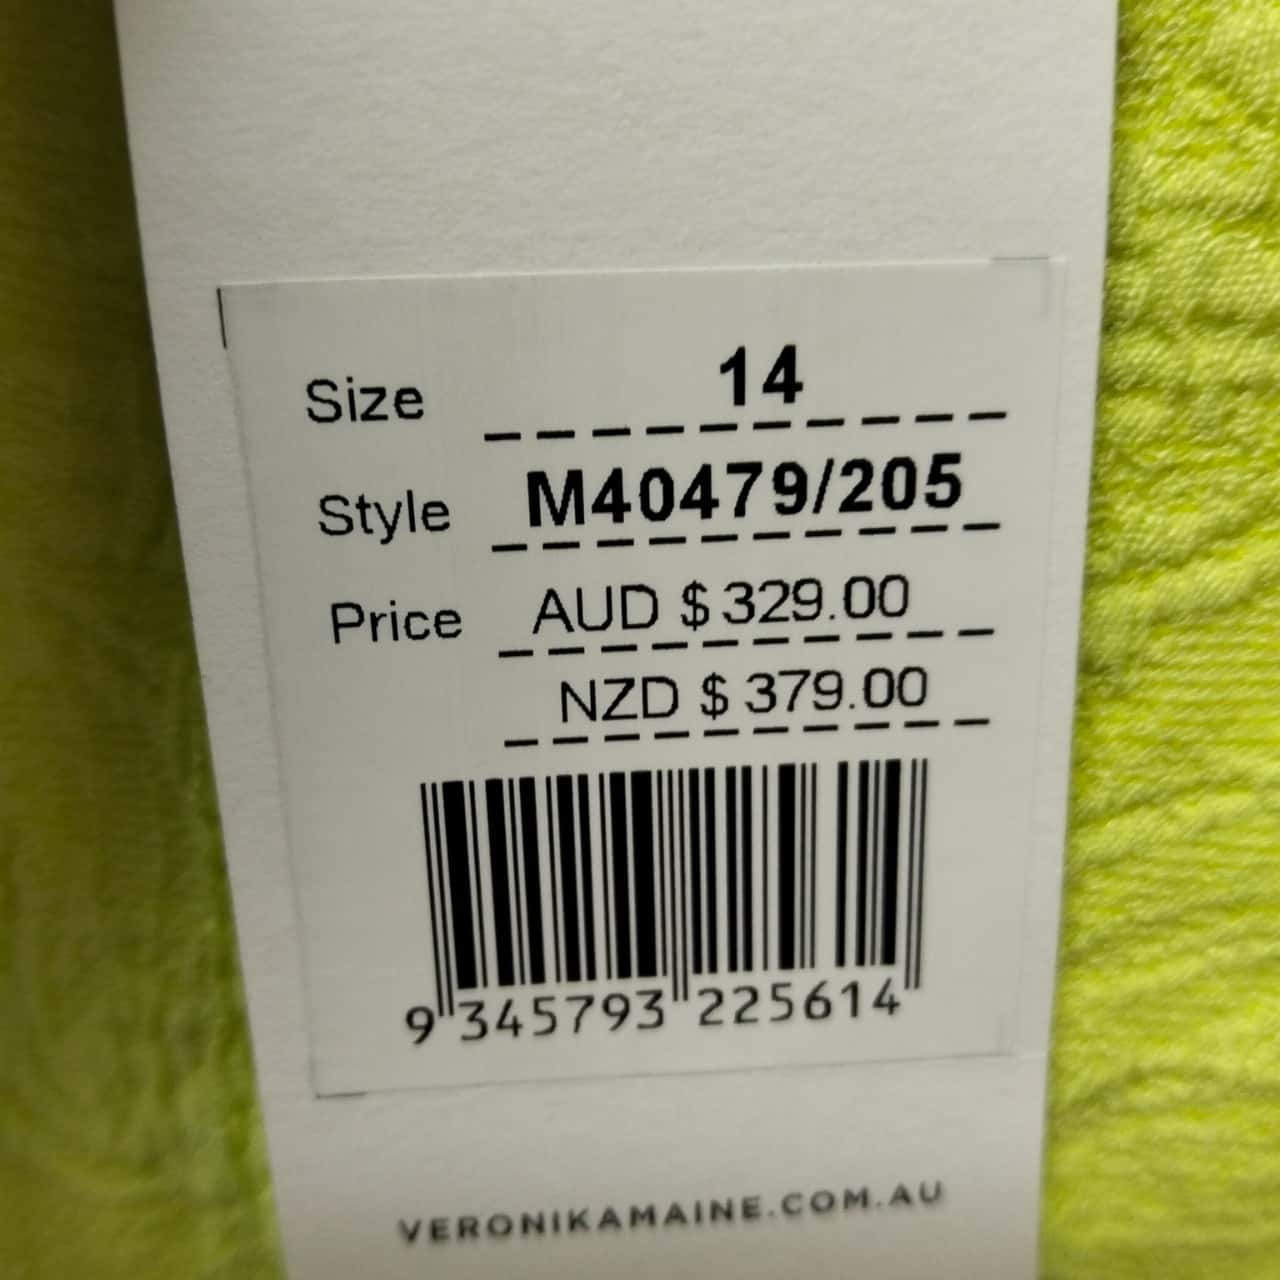 Size 14
Style M40479/205
Price AUD $329.00
NZD $379.00
9 345793 225614
VERONIKAMAINE.COM.AU